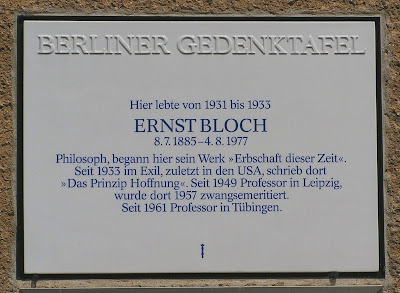 BERLINER GEDENKTAFEL
Hier lebte von 1931 bis 1933
ERNST BLOCH
8. 7. 1885 – 4. 8. 1977
Philosoph, begann hier sein Werk »Erbschaft dieser Zeit«.
Seit 1933 im Exil, zuletzt in den USA, schrieb dort
»Das Prinzip Hoffnung«. Seit 1949 Professor in Leipzig,
wurde dort 1957 zwangsemeritiert.
Seit 1961 Professor in Tübingen.